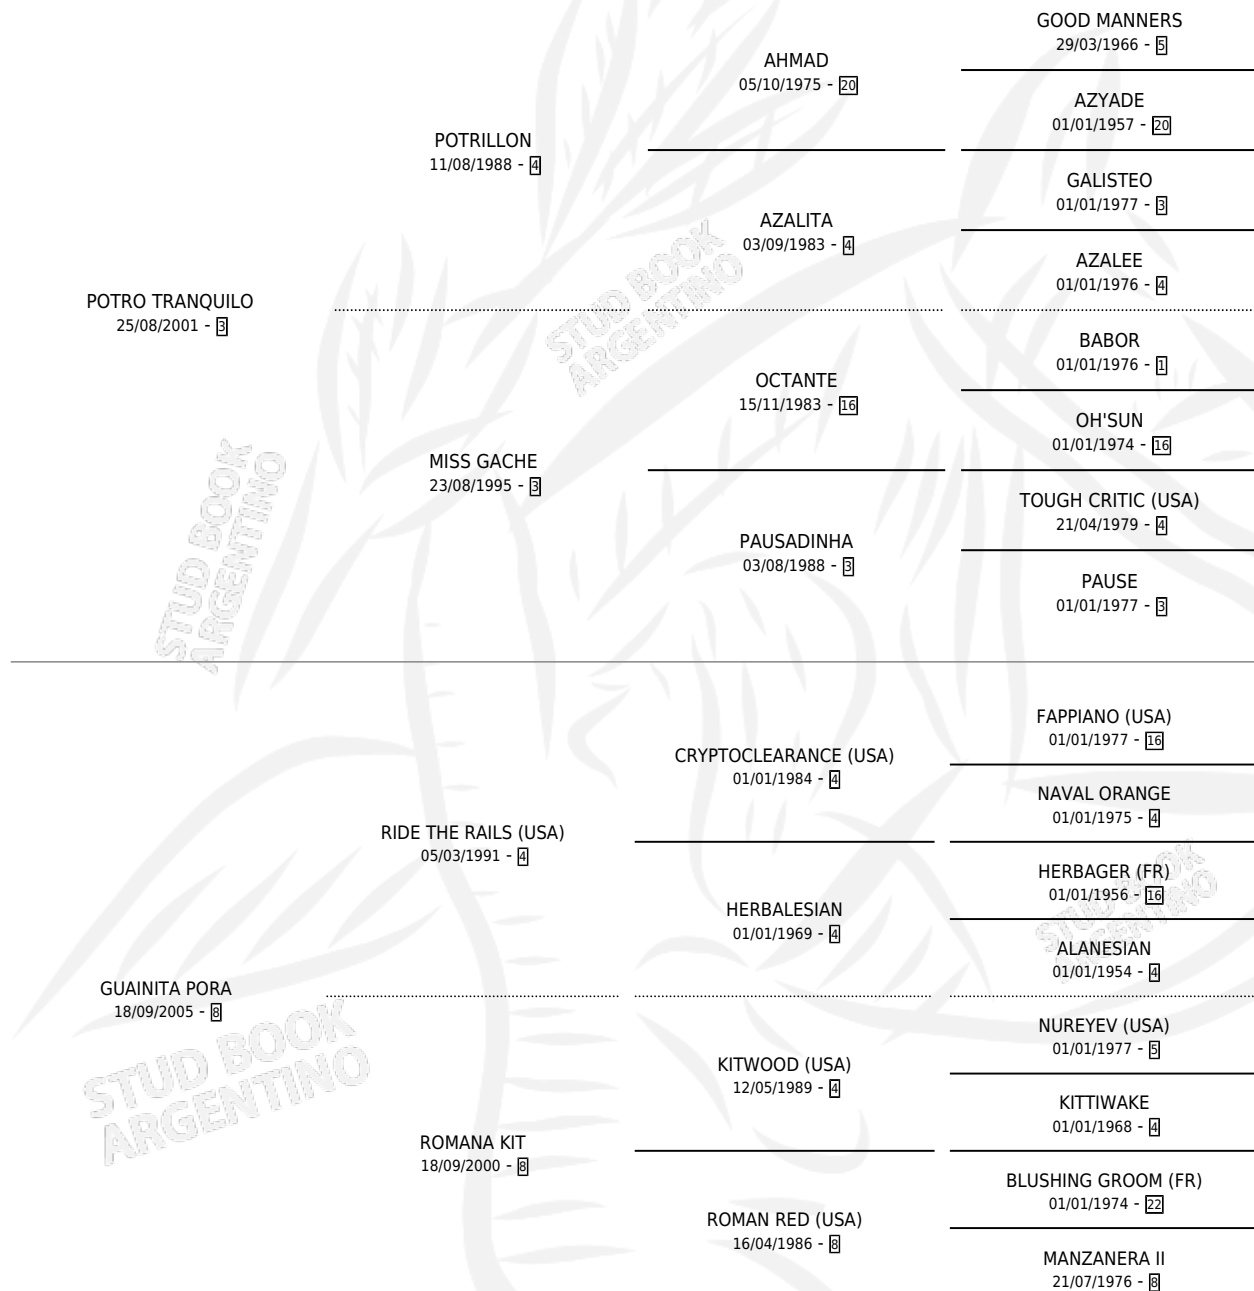 GOOD MANNERS
29/03/1966 - 5
AHMAD
05/10/1975 - 20
AZYADE
01/01/1957 - 20
POTRILLON
11/08/1988 - 4
GALISTEO
01/01/1977 - 3
AZALITA
03/09/1983 - 4
AZALEE
01/01/1976 - 4
POTRO TRANQUILO
25/08/2001 - 3
BABOR
01/01/1976 - 1
OCTANTE
15/11/1983 - 16
OH'SUN
01/01/1974 - 16
MISS GACHE
23/08/1995 - 3
TOUGH CRITIC (USA)
21/04/1979 - 4
PAUSADINHA
03/08/1988 - 3
PAUSE
01/01/1977 - 3
FAPPIANO (USA)
01/01/1977 - 16
CRYPTOCLEARANCE (USA)
01/01/1984 - 4
NAVAL ORANGE
01/01/1975 - 4
RIDE THE RAILS (USA)
05/03/1991 - 4
HERBAGER (FR)
01/01/1956 - 16
HERBALESIAN
01/01/1969 - 4
ALANESIAN
01/01/1954 - 4
GUAINITA PORA
18/09/2005 - 8
NUREYEV (USA)
01/01/1977 - 5
KITWOOD (USA)
12/05/1989 - 4
KITTIWAKE
01/01/1968 - 4
ROMANA KIT
18/09/2000 - 8
BLUSHING GROOM (FR)
01/01/1974 - 22
ROMAN RED (USA)
16/04/1986 - 8
MANZANERA II
21/07/1976 - 8
STUD BOOK
ARGENTINO
STUD BOOK
ARGENTINO
STUD BOOK
ARGENTINO
STUD BOOK
ARGENTINO